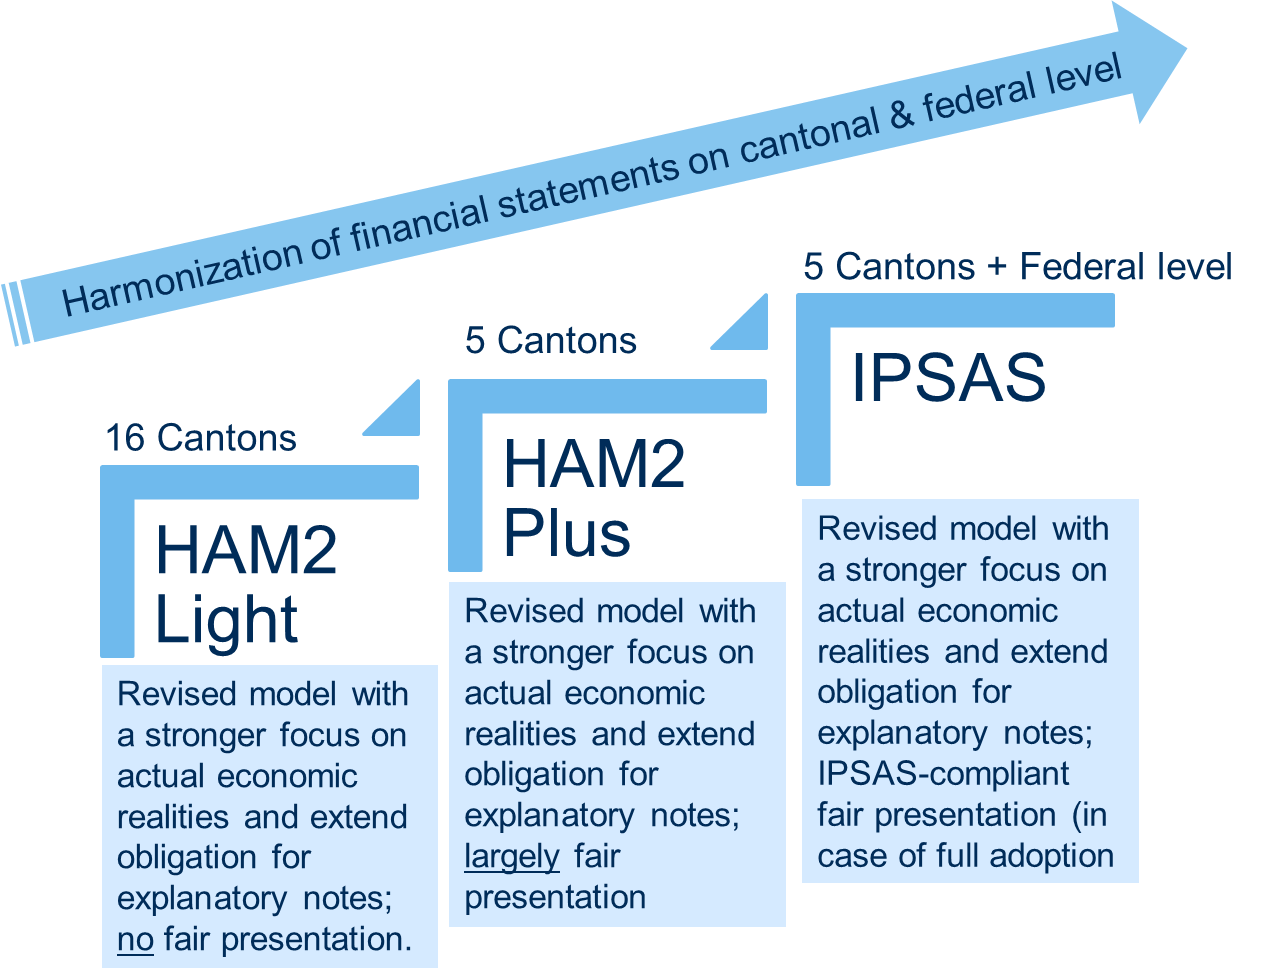 Harmonization of financial statements on cantonal & federal level
16 Cantons
HAM2
Light
Revised model with
a stronger focus on
actual economic
realities and extend
obligation for
explanatory notes;
no fair presentation.
5 Cantons
HAM2
Plus
Revised model with
a stronger focus on
actual economic
realities and extend
obligation for
explanatory notes;
largely fair
presentation
5 Cantons + Federal level
IPSAS
Revised model with
a stronger focus on
actual economic
realities and extend
obligation for
explanatory notes;
IPSAS-compliant
fair presentation (in
case of full adoption